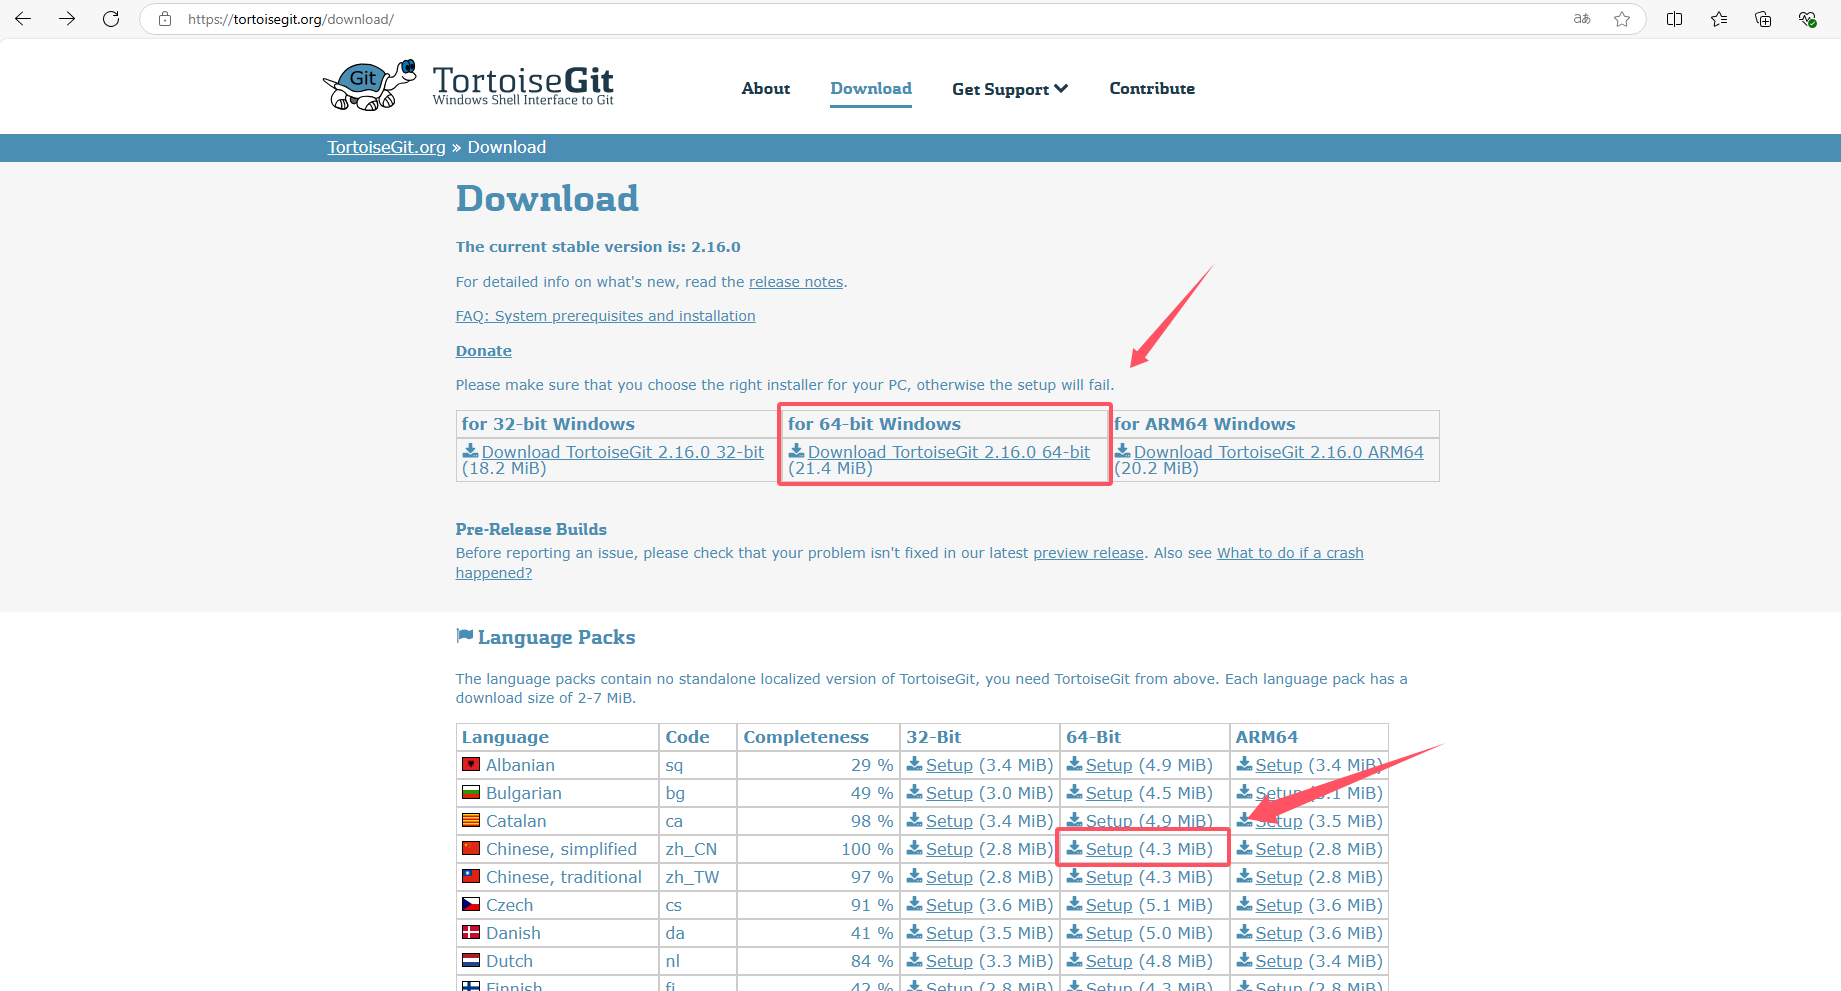 https://tortoisegit.org/download/
aあ
Git
TortoiseGit
Windows Shell Interface to Git
About
Download
Get Support
Contribute
TortoiseGit.org » Download
Download
The current stable version is: 2.16.0
For detailed info on what's new, read the release notes.
FAQ: System prerequisites and installation
Donate
Please make sure that you choose the right installer for your PC, otherwise the setup will fail.
for 32-bit Windows for 64-bit Windows for ARM64 Windows
Download TortoiseGit 2.16.0 32-bit Download TortoiseGit 2.16.0 64-bit Download TortoiseGit 2.16.0 ARM64
(18.2 MiB) (21.4 MiB) (20.2 MiB)
Pre-Release Builds
Before reporting an issue, please check that your problem isn't fixed in our latest preview release. Also see What to do if a crash
happened?
Language Packs
The language packs contain no standalone localized version of TortoiseGit, you need TortoiseGit from above. Each language pack has a
download size of 2-7 MiB.
Language Code Completeness 32-Bit 64-Bit ARM64
Albanian sq 29 % Setup (3.4 MiB) Setup (4.9 MiB) Setup (3.4 MiB)
Bulgarian bg 49 % Setup (3.0 MiB) Setup (4.5 MiB) Setup MiB)
Catalan ca 98 % Setup (3.4 MiB) Setup (4.9 MiB) Setup (3.5 MiB)
Chinese, simplified zh_CN 100 % Setup (2.8 MiB) Setup (4.3 MiB) Setup (2.8 MiB)
Chinese, traditional zh_TW 97 % Setup (2.8 MiB) Setup (4.3 MiB) Setup (2.8 MiB)
Czech cs 91 % Setup (3.6 MiB) Setup (5.1 MiB) Setup (3.6 MiB)
Danish da 41 % Setup (3.5 MiB) Setup (5.0 MiB) Setup (3.6 MiB)
Dutch nl 84 % Setup (3.3 MiB) Setup (4.8 MiB) Setup (3.4 MiB)
Finnish fi 42 % Setup (2.8 MiB) Setup (4.3 MiB) Setup (2.8 MiB)